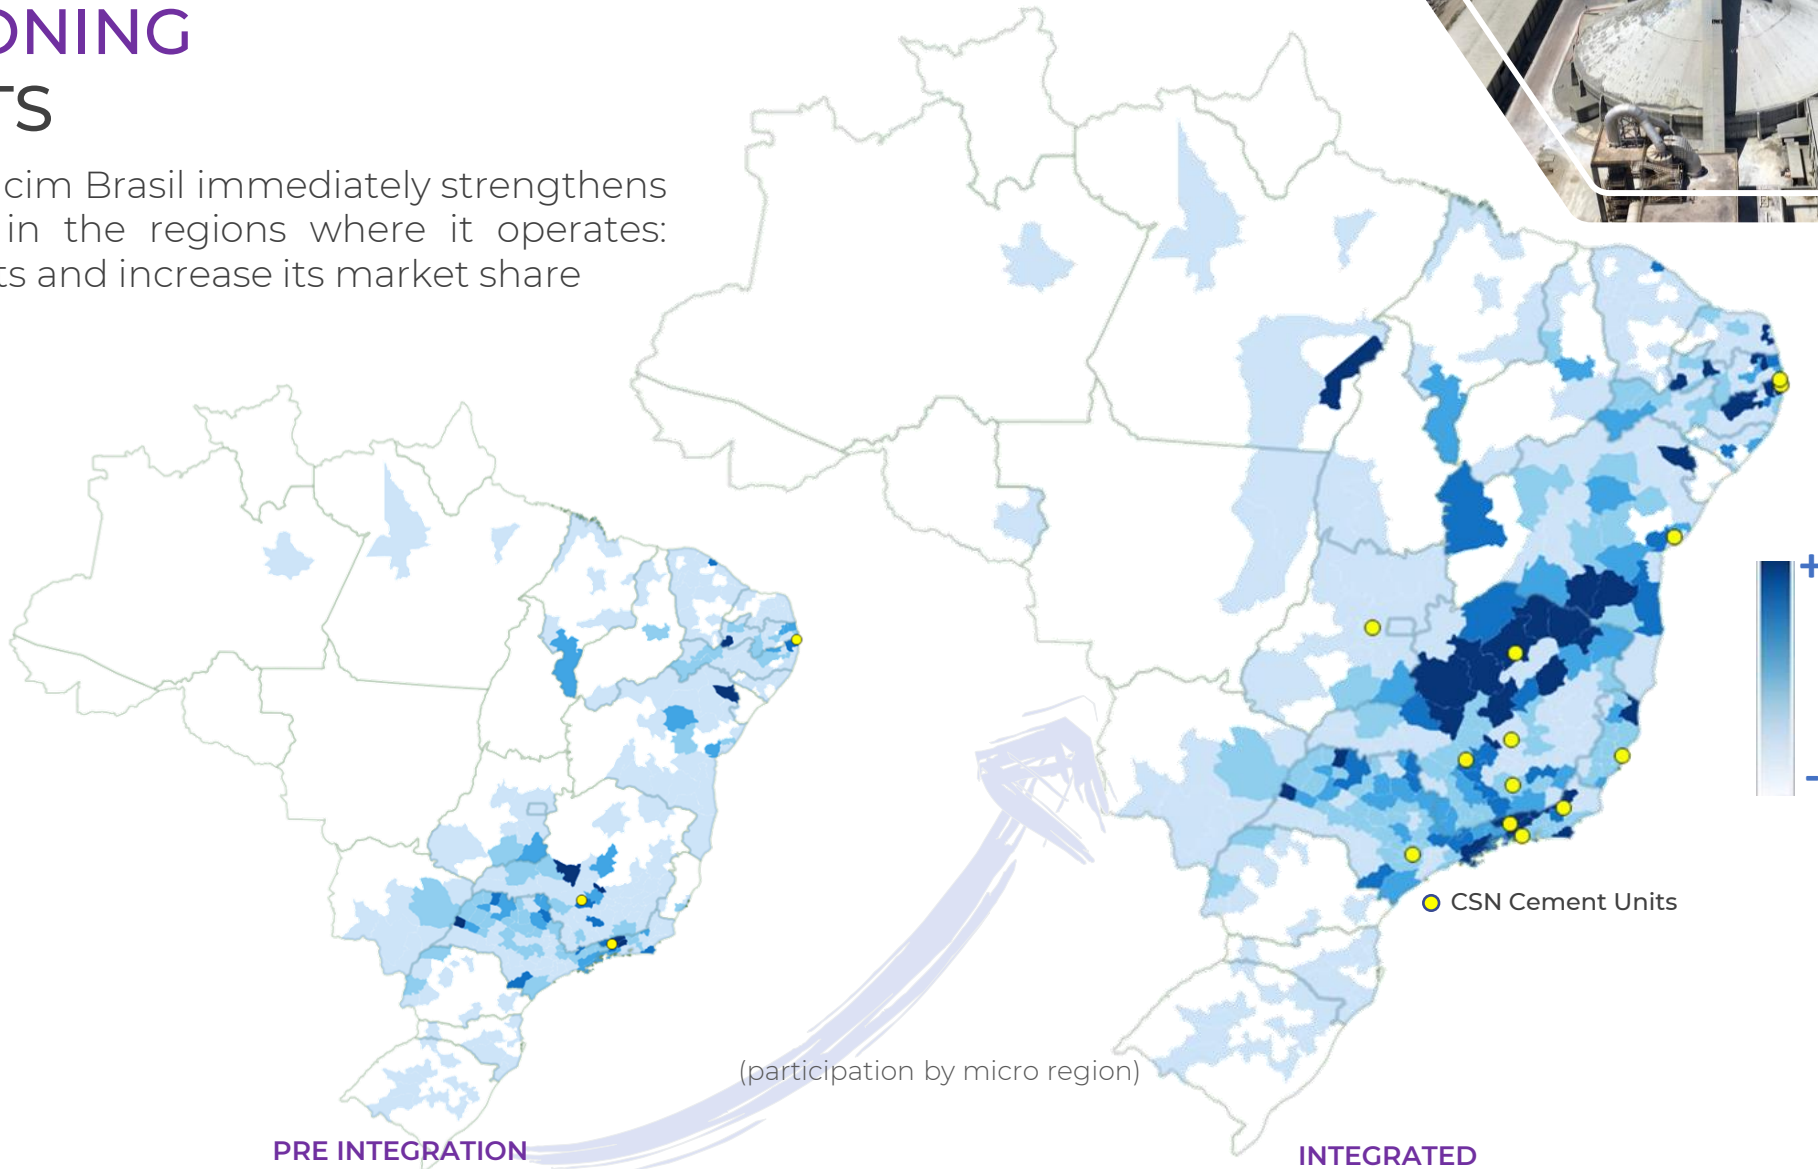 ONING
TS
cim Brasil immediately strengthens
in the regions where it operates:
ts and increase its market share
+
-
CSN Cement Units
(participation by micro region)
PRE INTEGRATION
INTEGRATED